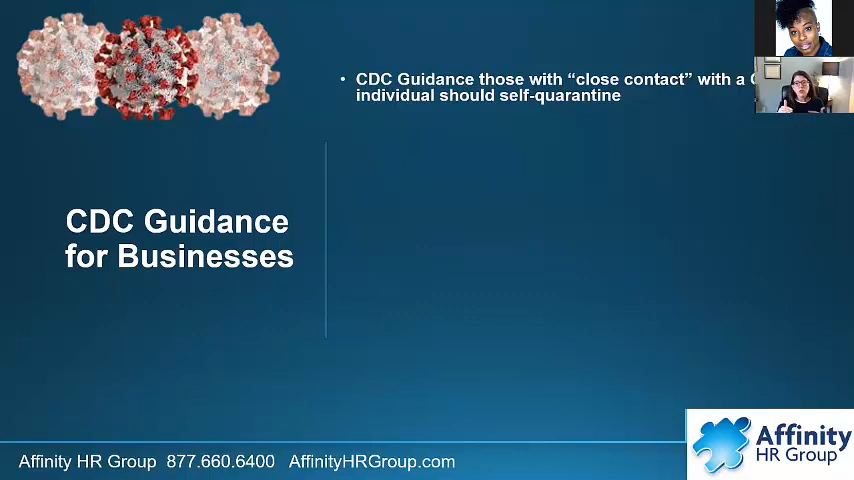 • CDC Guidance those with “close contact” with a
individual should self-quarantine
CDC Guidance
for Businesses
Affinity HR Group 877.660.6400 AffinityHRGroup.com
Affinity
HR Group